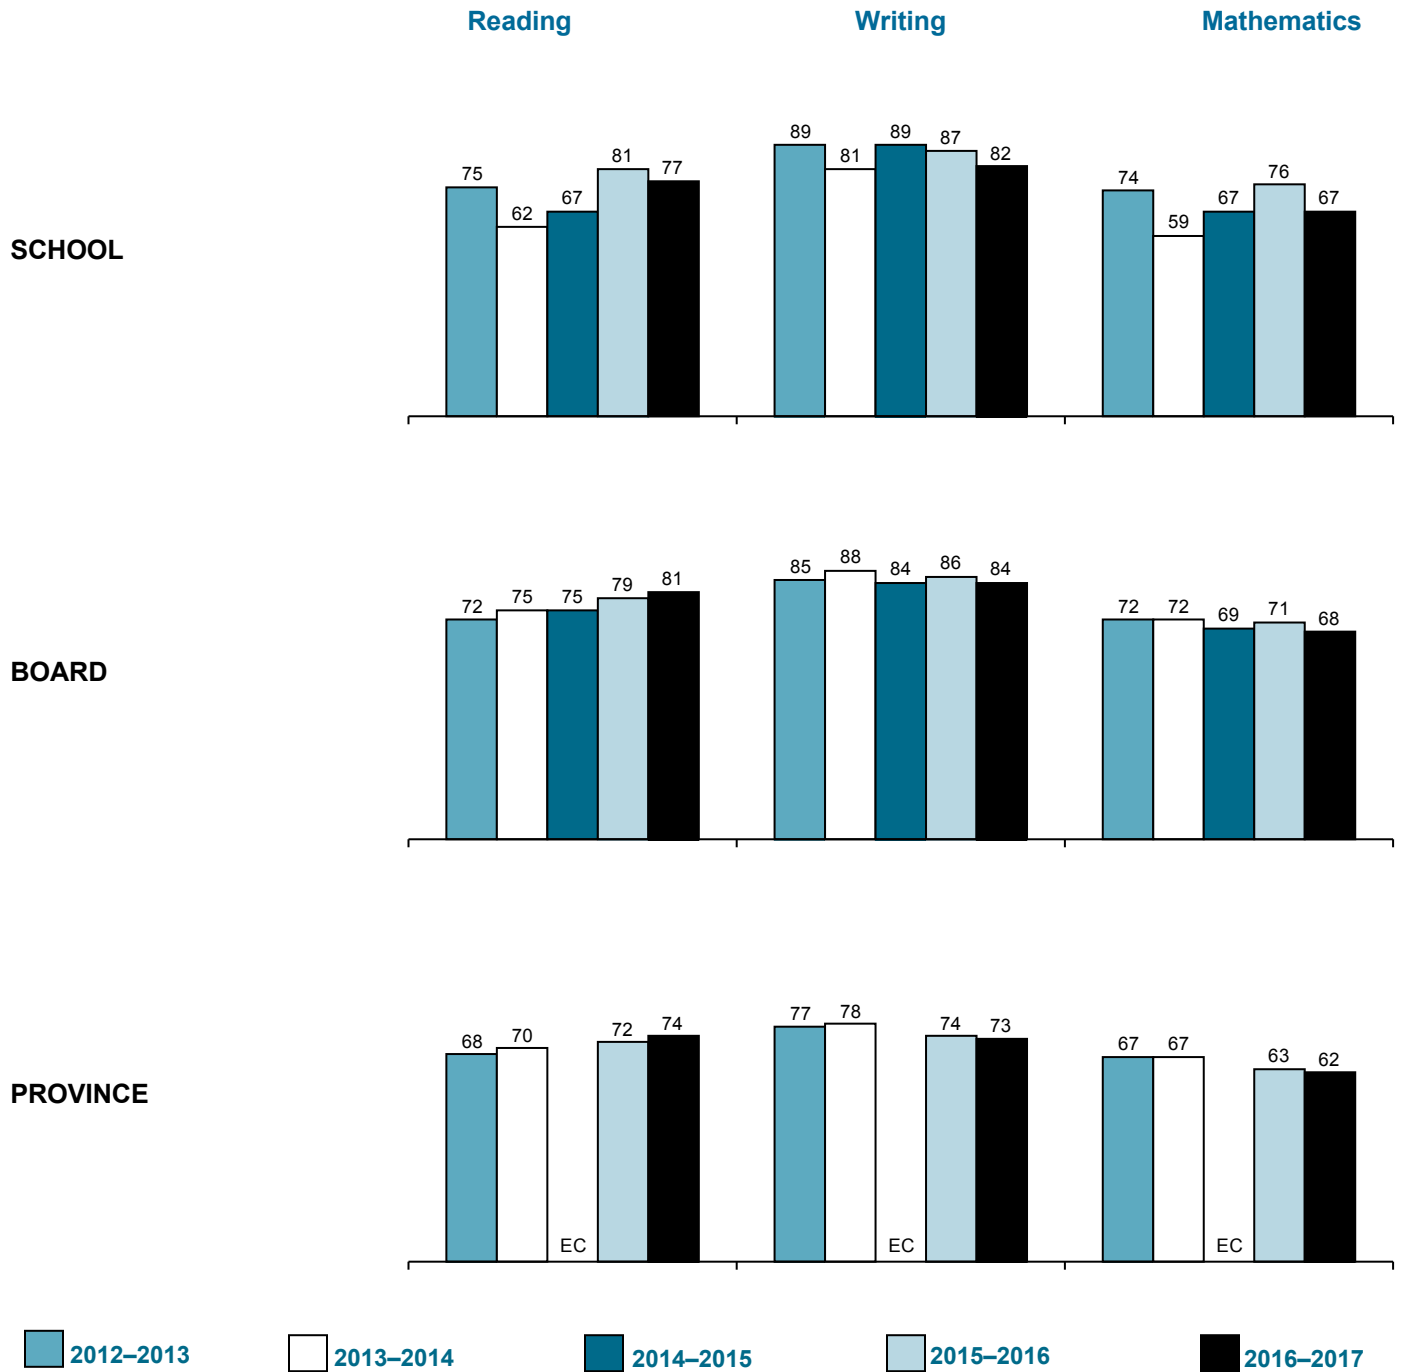 Reading Writing Mathematics
SCHOOL
75 62 67 81 77 89 81 89 87 82 74 59 67 76 67
BOARD
72 75 75 79 81 85 88 84 86 84 72 72 69 71 68
PROVINCE
68 70 EC 72 74 77 78 EC 74 73 67 67 EC 63 62
2012–2013 2013–2014 2014–2015 2015–2016 2016–2017